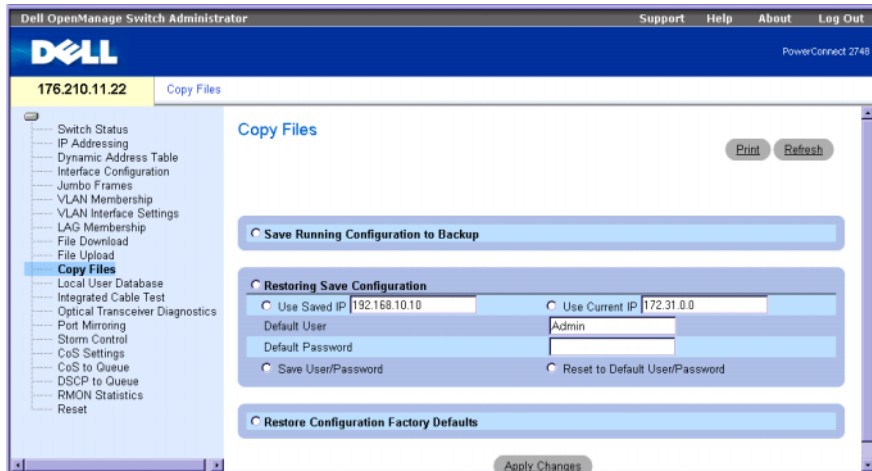 Dell OpenManage Switch Administrator Support Help About Log Out
DELL
PowerConnect 2748
176.210.11.22 Copy Files
Switch Status
IP Addressing
Dynamic Address Table
Interface Configuration
Jumbo Frames
VLAN Membership
VLAN Interface Settings
LAG Membership
File Download
File Upload
Copy Files
Local User Database
Integrated Cable Test
Optical Transceiver Diagnostics
Port Mirroring
Storm Control
CoS Settings
CoS to Queue
DSCP to Queue
RMON Statistics
Reset
Copy Files
Print Refresh
Save Running Configuration to Backup
Restoring Save Configuration
Use Saved IP 192.168.10.10 Use Current IP 172.31.0.0
Default User Admin
Default Password
Save User/Password Reset to Default User/Password
Restore Configuration Factory Defaults
Apply Changes